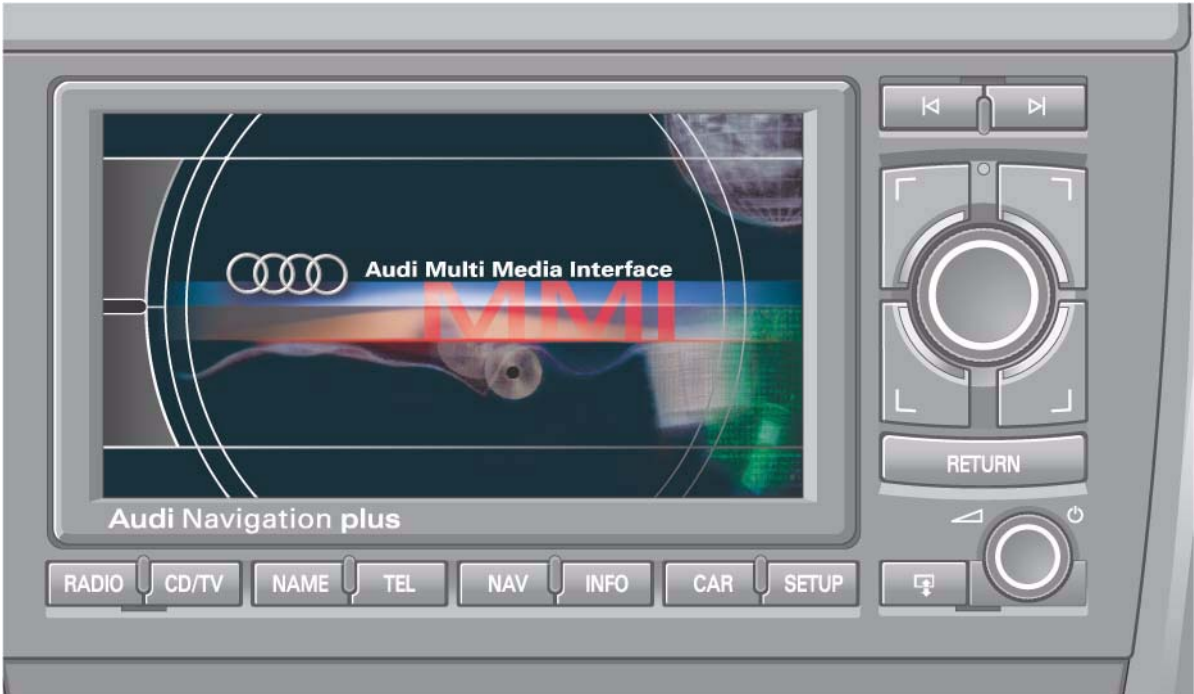 Audi Multi Media Interface
MMI
Audi Navigation plus
RADIO CD/TV NAME TEL NAV INFO CAR SETUP
RETURN